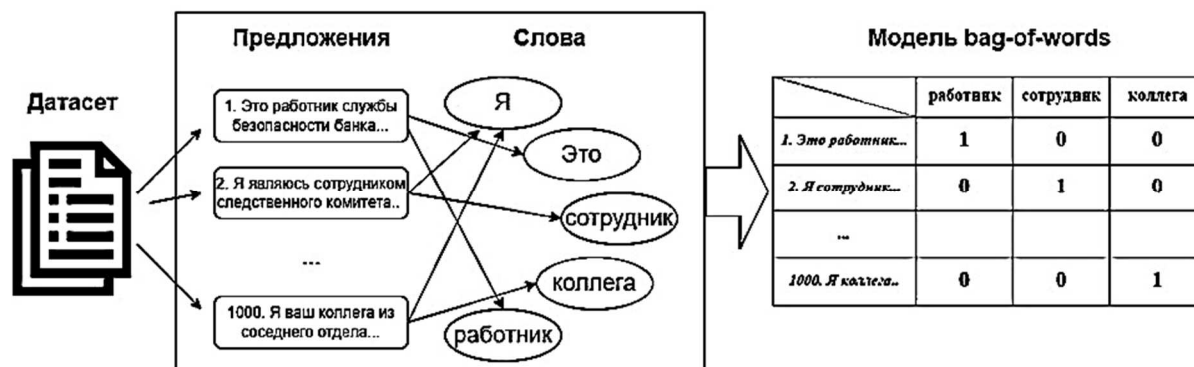 Датасет
Предложения
Слова
1. Это работник службы
безопасности банка...
2. Я являюсь сотрудником
следственного комитета..
...
1000. Я ваш коллега из
соседнего отдела...
Я
Это
сотрудник
коллега
работник
Модель bag-of-words
работник сотрудник коллега
1. Это работник... 1 0 0
2. Я сотрудник... 0 1 0
...
1000. Я коллега.. 0 0 1